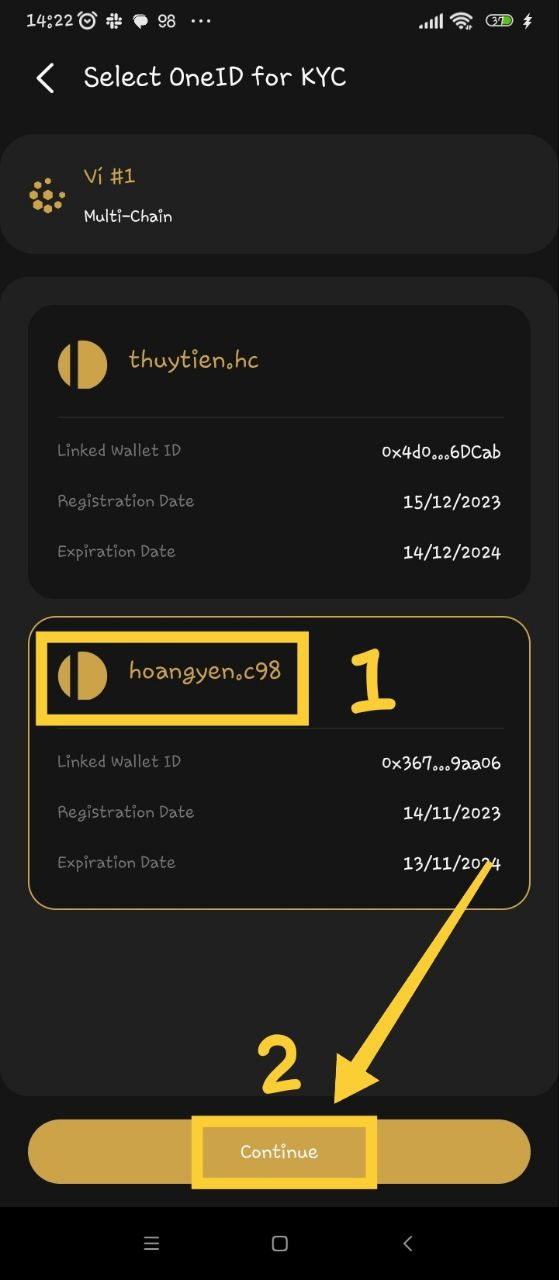 14:22 98 ... 37
Select OneID for KYC
Ví #1
Multi-Chain
thuytien.hc
Linked Wallet ID 0x4d0...6DCab
Registration Date 15/12/2023
Expiration Date 14/12/2024
hoangyen.c98 1
Linked Wallet ID 0x367...9aa06
Registration Date 14/11/2023
Expiration Date 13/11/2024
2
Continue